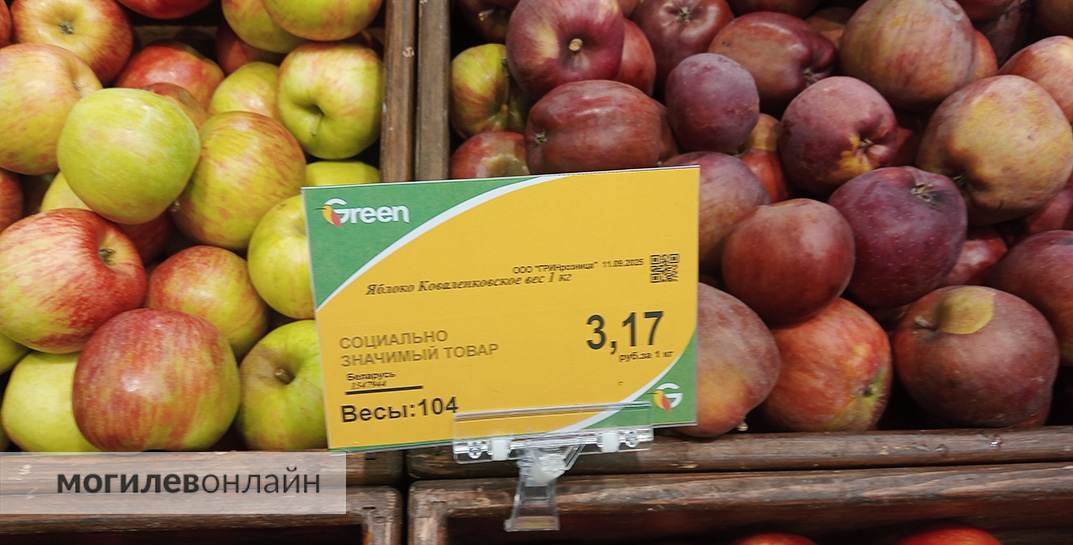 Green
ООО "ГРИНрозница" 11.09.2025
Яблоко Коваленковское вес 1 кг
СОЦИАЛЬНО
ЗНАЧИМЫЙ ТОВАР
3,17
руб.за 1 кг
Беларусь
1547944
Весы:104
G
могилевонлайн